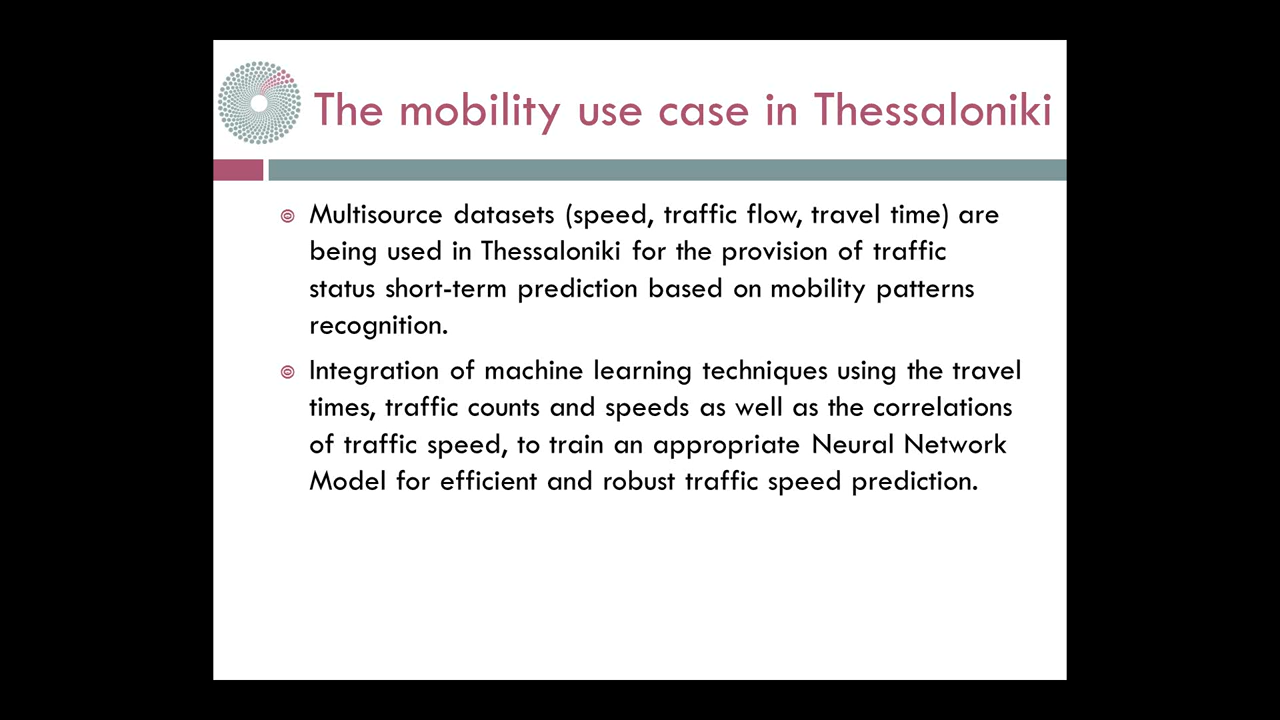 The mobility use case in Thessaloniki
Multisource datasets (speed, traffic flow, travel time) are
being used in Thessaloniki for the provision of traffic
status short-term prediction based on mobility patterns
recognition.
Integration of machine learning techniques using the travel
times, traffic counts and speeds as well as the correlations
of traffic speed, to train an appropriate Neural Network
Model for efficient and robust traffic speed prediction.